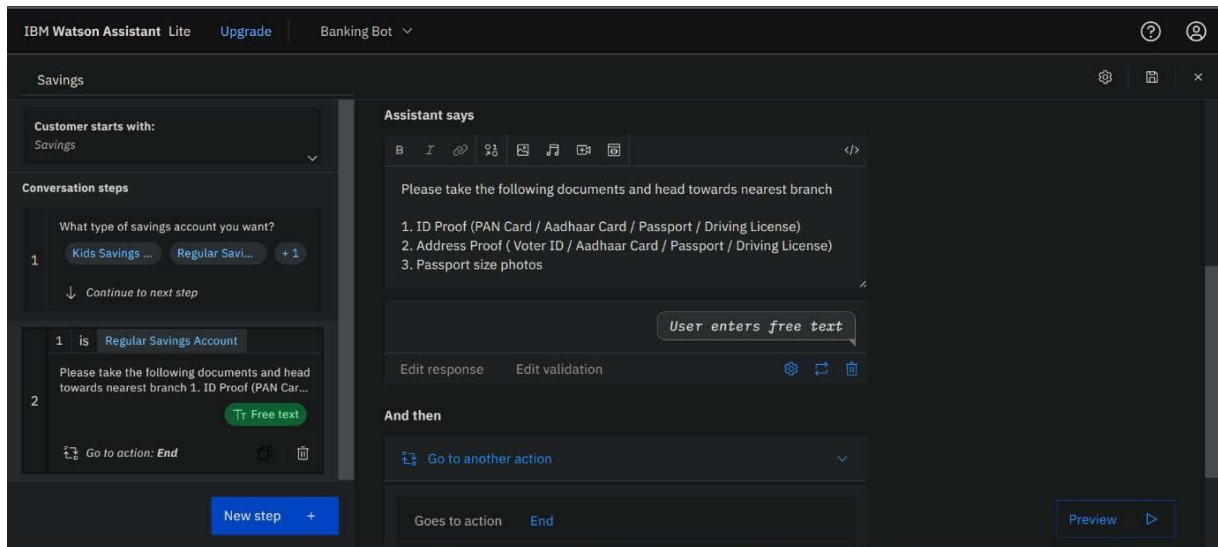 IBM Watson Assistant Lite Upgrade Banking Bot
Savings
Customer starts with:
Savings
Conversation steps
1
What type of savings account you want?
Kids Savings ... Regular Savi... + 1
Continue to next step
2
1 is Regular Savings Account
Please take the following documents and head
towards nearest branch 1. ID Proof (PAN Car...
Free text
Go to action: End
New step +
Assistant says
B I </>
Please take the following documents and head towards nearest branch
1. ID Proof (PAN Card / Aadhaar Card / Passport / Driving License)
2. Address Proof ( Voter ID / Aadhaar Card / Passport / Driving License)
3. Passport size photos
User enters free text
Edit response Edit validation
And then
Go to another action
Goes to action End
Preview